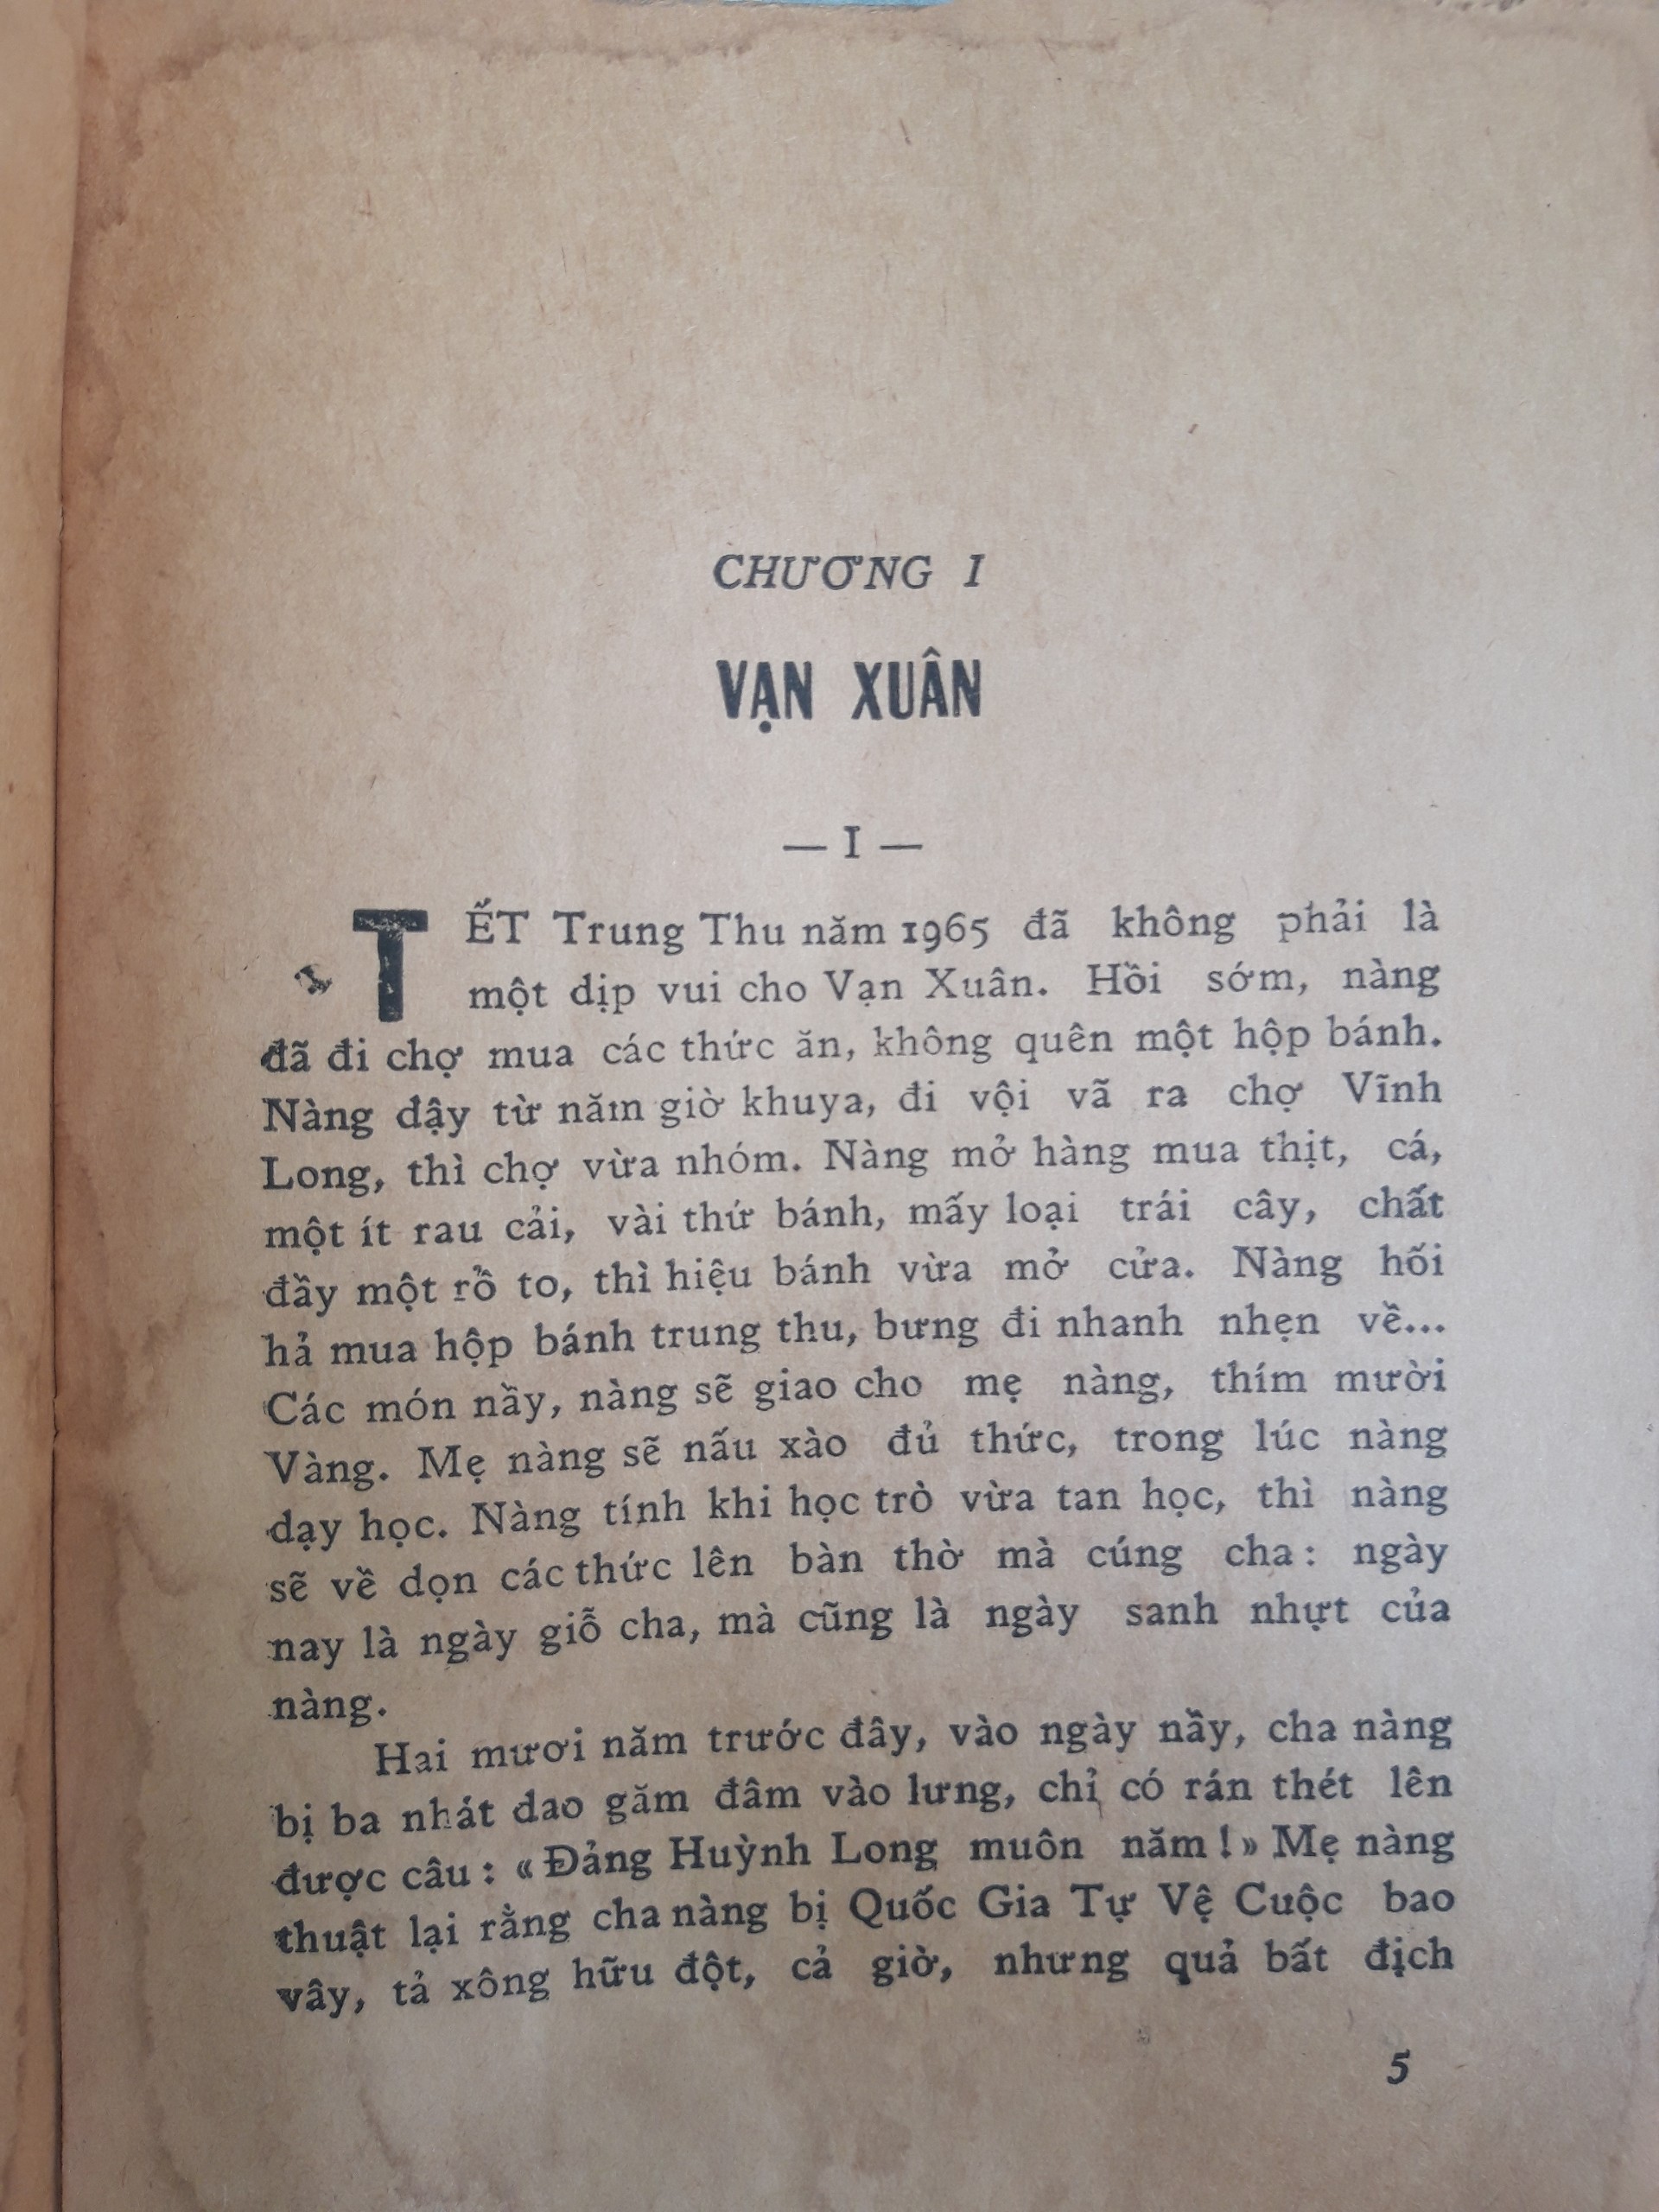 CHƯƠNG I
VẠN XUÂN
— I —
TẾT Trung Thu năm 1965 đã không phải là
một dịp vui cho Vạn Xuân. Hồi sớm, nàng
đã đi chợ mua các thức ăn, không quên một hộp bánh.
Nàng dậy từ năm giờ khuya, đi vội vã ra chợ Vĩnh
Long, thì chợ vừa nhóm. Nàng mở hàng mua thịt, cá,
một ít rau cải, vài thứ bánh, mấy loại trái cây, chất
đầy một rổ to, thì hiệu bánh vừa mở cửa. Nàng hối
hả mua hộp bánh trung thu, bưng đi nhanh nhẹn về...
Các món nầy, nàng sẽ giao cho mẹ nàng, thím mười
Vàng. Mẹ nàng sẽ nấu xào đủ thức, trong lúc nàng
dạy học. Nàng tính khi học trò vừa tan học, thì nàng
sẽ về dọn các thức lên bàn thờ mà cúng cha : ngày
nay là ngày giỗ cha, mà cũng là ngày sanh nhựt của
nàng.
Hai mươi năm trước đây, vào ngày nầy, cha nàng
bị ba nhát dao găm đâm vào lưng, chỉ có rán thét lên
được câu : « Đảng Huỳnh Long muôn năm ! » Mẹ nàng
thuật lại rằng cha nàng bị Quốc Gia Tự Vệ Cuộc bao
vây, tả xông hữu đột, cả giờ, nhưng quả bất địch
5